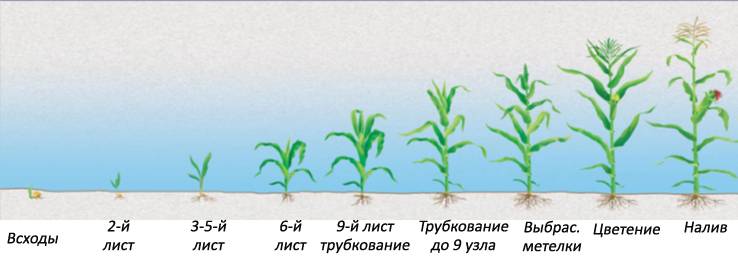 Всходы
2-й
лист
3-5-й
лист
6-й
лист
9-й лист
трубкование
Трубкование
до 9 узла
Выбрас.
метелки
Цветение
Налив